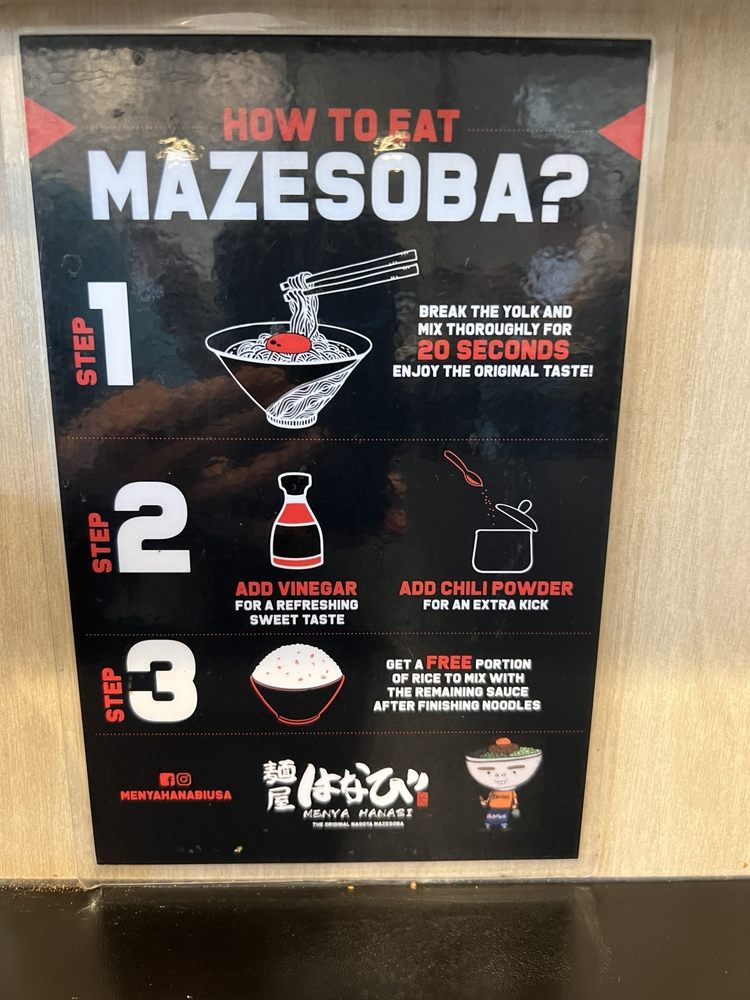 HOW TO EAT
MAZESOBA?
STEP 1
BREAK THE YOLK AND
MIX THOROUGHLY FOR
20 SECONDS
ENJOY THE ORIGINAL TASTE!
STEP 2
ADD VINEGAR
FOR A REFRESHING
SWEET TASTE
ADD CHILI POWDER
FOR AN EXTRA KICK
STEP 3
GET A FREE PORTION
OF RICE TO MIX WITH
THE REMAINING SAUCE
AFTER FINISHING NOODLES
MENYAHANABIUSA
麺屋 はなび
MENYA HANABI
THE ORIGINAL NAGOYA MAZESOBA